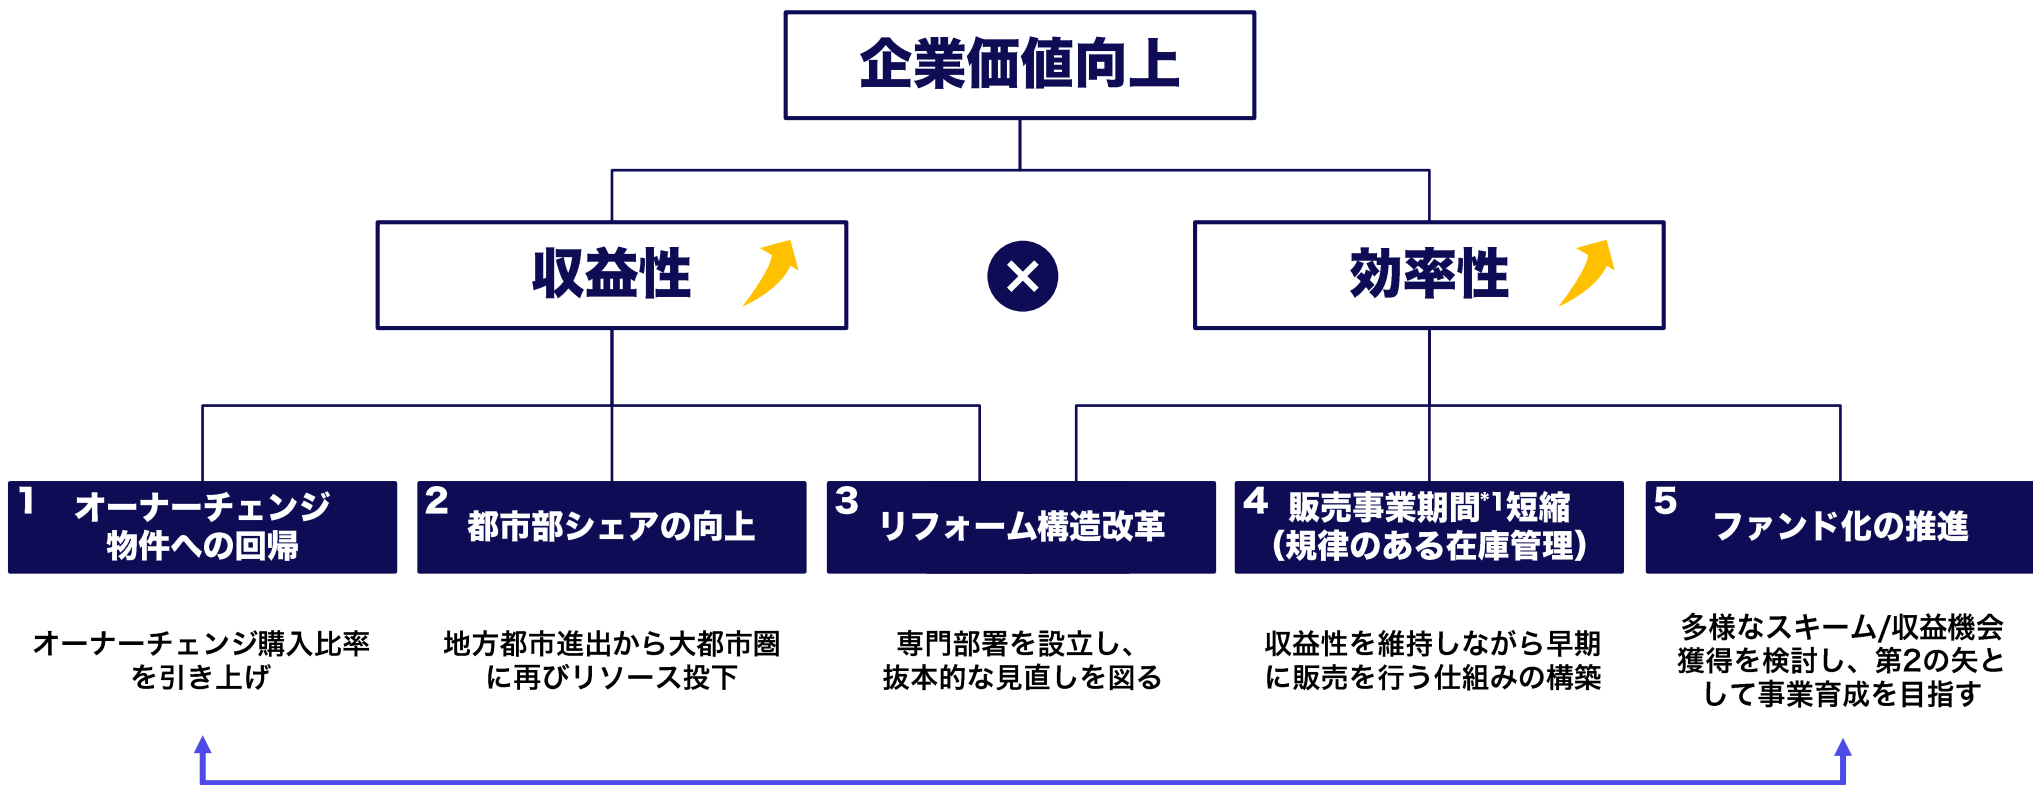 企業価値向上
収益性
×
効率性
1
オーナーチェンジ
物件への回帰
2
都市部シェアの向上
3
リフォーム構造改革
4
販売事業期間*1短縮
(規律のある在庫管理)
5
ファンド化の推進
オーナーチェンジ購入比率
を引き上げ
地方都市進出から大都市圏
に再びリソース投下
専門部署を設立し、
抜本的な見直しを図る
収益性を維持しながら早期
に販売を行う仕組みの構築
多様なスキーム/収益機会
獲得を検討し、第2の矢と
して事業育成を目指す